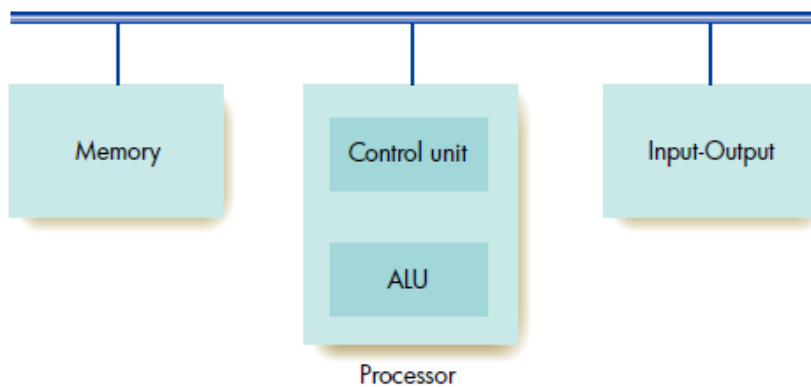 Memory
Control unit
Input-Output
ALU
Processor